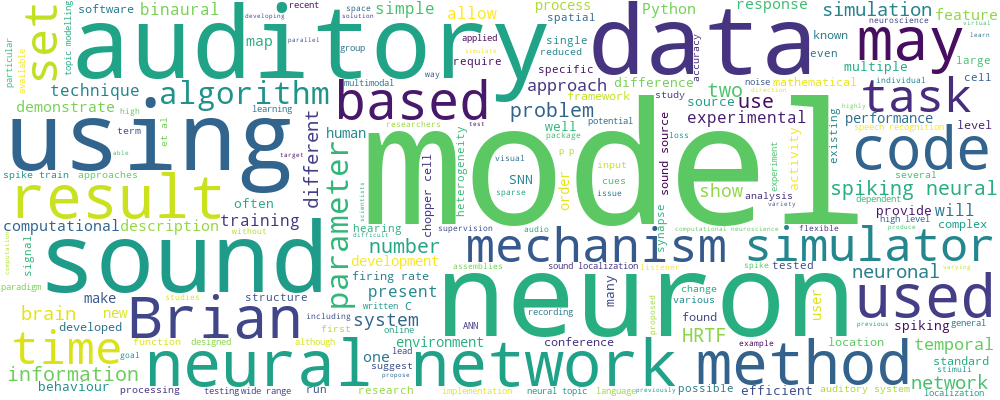 software binaural simple process spatial Python response simulation feature
recent developing allow space solution parallel applied simulate neuroscience virtual learn
particular available topic modelling set map auditory group require single reduced data known even may multiple large
technique algorithm multimodal way specific approach difference accuracy noise mathematical individual cell
demonstrate high learning based researchers test problem framework study two use task
using term et al able target different human well source potential package experimental existing performance level
spike train approaches parameter heterogeneity model visual SNN sparse order p p input cues issue loss sound source show experiment activity analysis variety speech recognition code several
result often training scientists chopper cell synapse spiking neural dependent
computational description without hearing difficult number supervision audio computational neuroscience provide will high level complex produce
computation signal sound mechanism flexible simulator
paradigm studies development firing rate assemblies sound localization listener spike tested neuronal varying
make new structure written C present many recording proposed change various user used
brain developed Brian including online system neuron found previous spiking general
time function designed first although ANN environment conference HRTF example location temporal
goal information neural one lead suggest propose network method standard stimuli
behaviour processing testing wide range run research implementation neural topic language previously possible efficient auditory system direction highly network localization